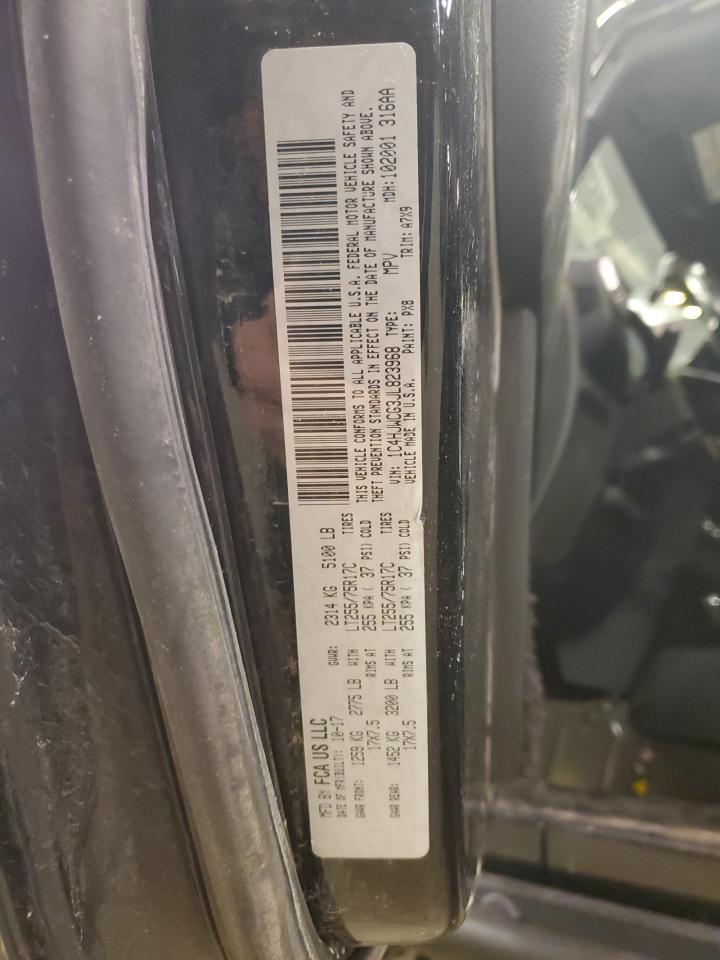 MFD BY FCA US LLC
DATE OF MFR(BUILT): 10-17
GVWR: 2314 KG 5100 LB
GAWR FRONT: 1259 KG 2775 LB WITH LT255/75R17C TIRES
17X7.5 RIMS AT 255 KPA ( 37 PSI) COLD
GAWR REAR: 1452 KG 3200 LB WITH LT255/75R17C TIRES
17X7.5 RIMS AT 255 KPA ( 37 PSI) COLD
THIS VEHICLE CONFORMS TO ALL APPLICABLE U.S.A. FEDERAL MOTOR VEHICLE SAFETY AND
THEFT PREVENTION STANDARDS IN EFFECT ON THE DATE OF MANUFACTURE SHOWN ABOVE.
VIN: 1C4HJWCG3JL823968 TYPE: MPV MDH:102001 316AA
VEHICLE MADE IN U.S.A. PAINT: PX8 TRIM: A7X9